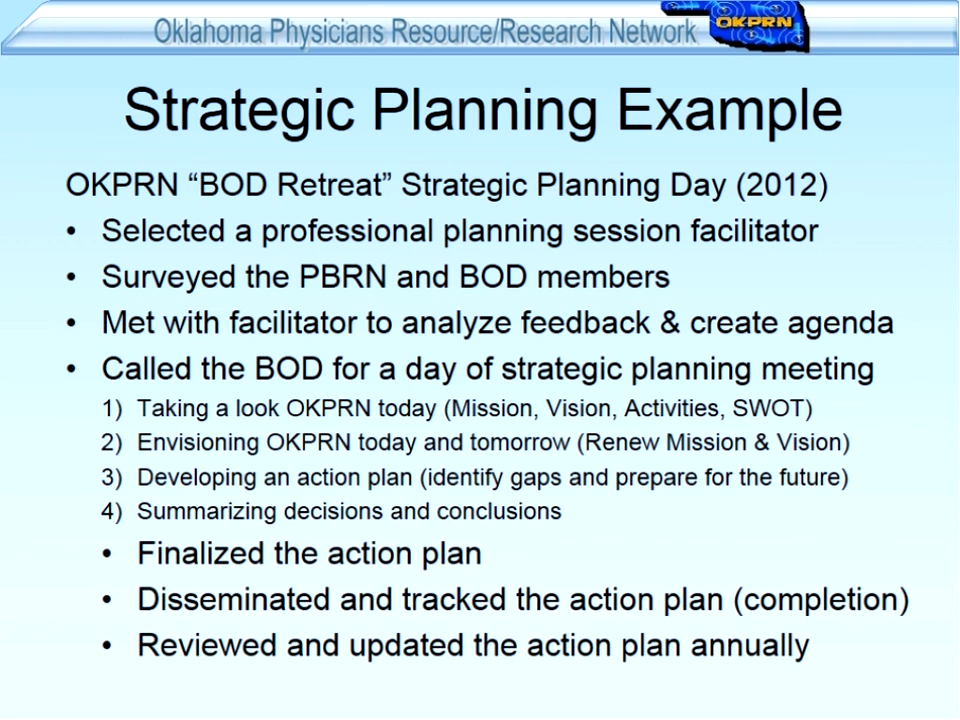 Oklahoma Physicians Resource/Research Network
OKPRN
Strategic Planning Example
OKPRN “BOD Retreat” Strategic Planning Day (2012)
• Selected a professional planning session facilitator
• Surveyed the PBRN and BOD members
• Met with facilitator to analyze feedback & create agenda
• Called the BOD for a day of strategic planning meeting
1) Taking a look OKPRN today (Mission, Vision, Activities, SWOT)
2) Envisioning OKPRN today and tomorrow (Renew Mission & Vision)
3) Developing an action plan (identify gaps and prepare for the future)
4) Summarizing decisions and conclusions
• Finalized the action plan
• Disseminated and tracked the action plan (completion)
• Reviewed and updated the action plan annually